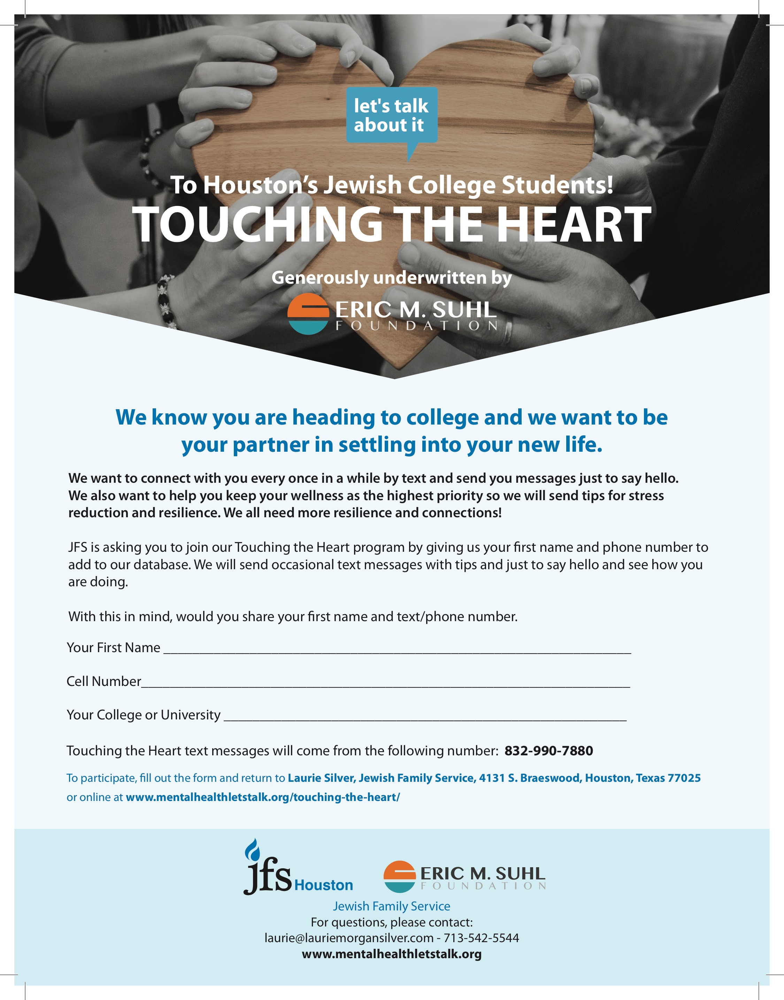 let's talk
about it
To Houston’s Jewish College Students!
TOUCHING THE HEART
Generously underwritten by
ERIC M. SUHL
FOUNDATION
We know you are heading to college and we want to be
your partner in settling into your new life.
We want to connect with you every once in a while by text and send you messages just to say hello.
We also want to help you keep your wellness as the highest priority so we will send tips for stress
reduction and resilience. We all need more resilience and connections!
JFS is asking you to join our Touching the Heart program by giving us your first name and phone number to
add to our database. We will send occasional text messages with tips and just to say hello and see how you
are doing.
With this in mind, would you share your first name and text/phone number.
Your First Name
Cell Number
Your College or University
Touching the Heart text messages will come from the following number: 832-990-7880
To participate, fill out the form and return to Laurie Silver, Jewish Family Service, 4131 S. Braeswood, Houston, Texas 77025
or online at www.mentalhealthletstalk.org/touching-the-heart/
jfs Houston
ERIC M. SUHL
FOUNDATION
Jewish Family Service
For questions, please contact:
laurie@lauriemorgansilver.com - 713-542-5544
www.mentalhealthletstalk.org